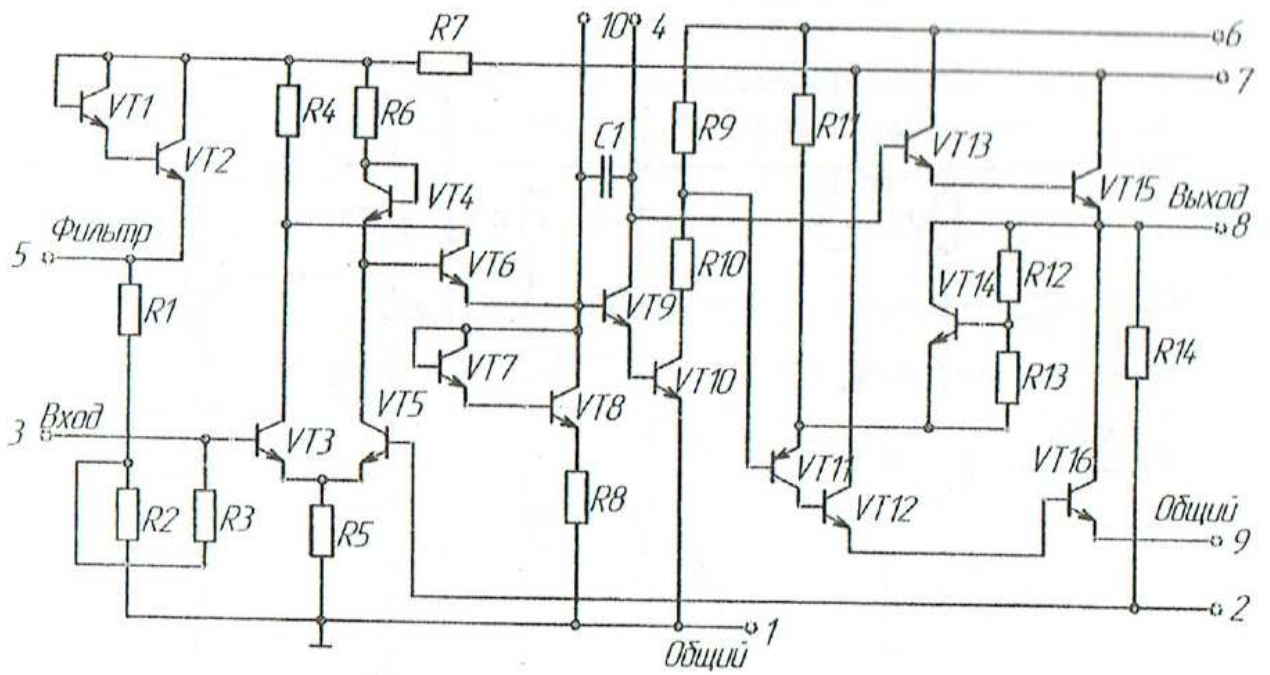 R7
10
4
6
7
VT1
VT2
R4
R6
R9
R11
VT13
VT15
C1
VT4
Фильтр
5
Выход
8
R1
VT6
VT9
R10
VT14
R12
VT7
VT10
R13
R14
3 Вход
VT3
VT5
VT8
VT11
VT12
VT16
R2
R3
R5
R8
Общий
9
2
1
Общий